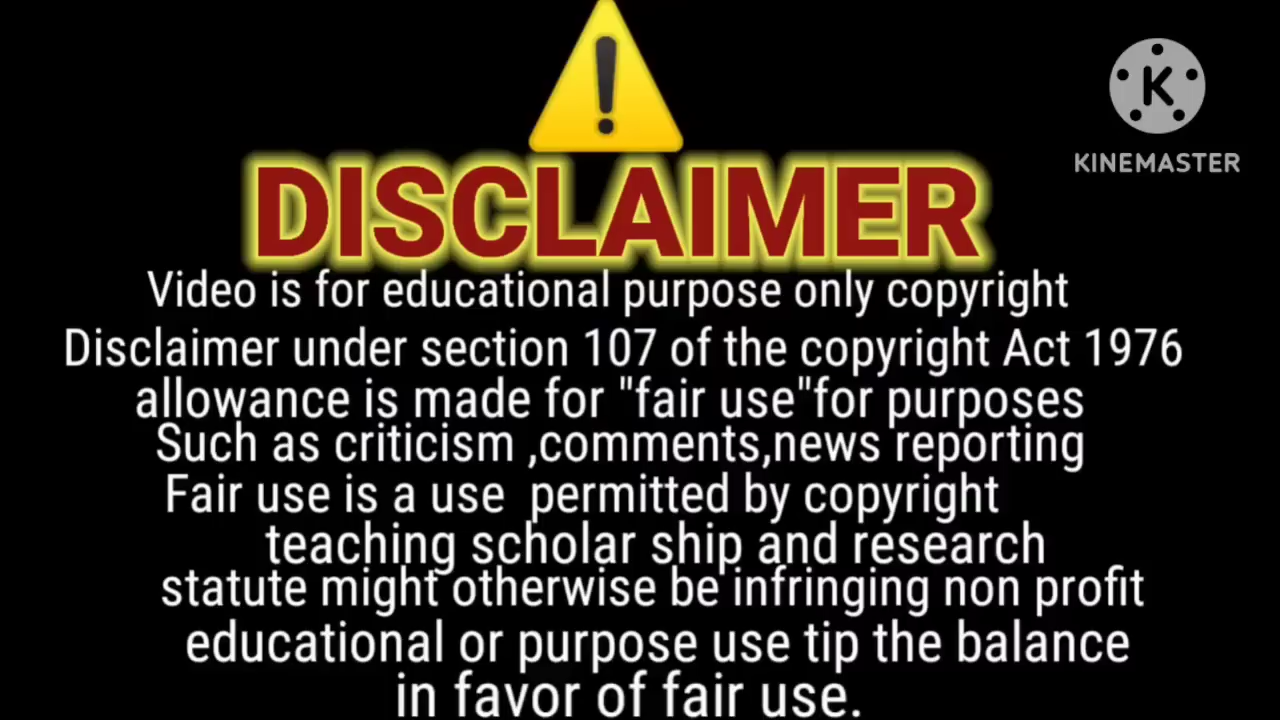 K
KINEMASTER
DISCLAIMER
Video is for educational purpose only copyright
Disclaimer under section 107 of the copyright Act 1976
allowance is made for "fair use"for purposes
Such as criticism ,comments,news reporting
Fair use is a use permitted by copyright
teaching scholar ship and research
statute might otherwise be infringing non profit
educational or purpose use tip the balance
in favor of fair use.